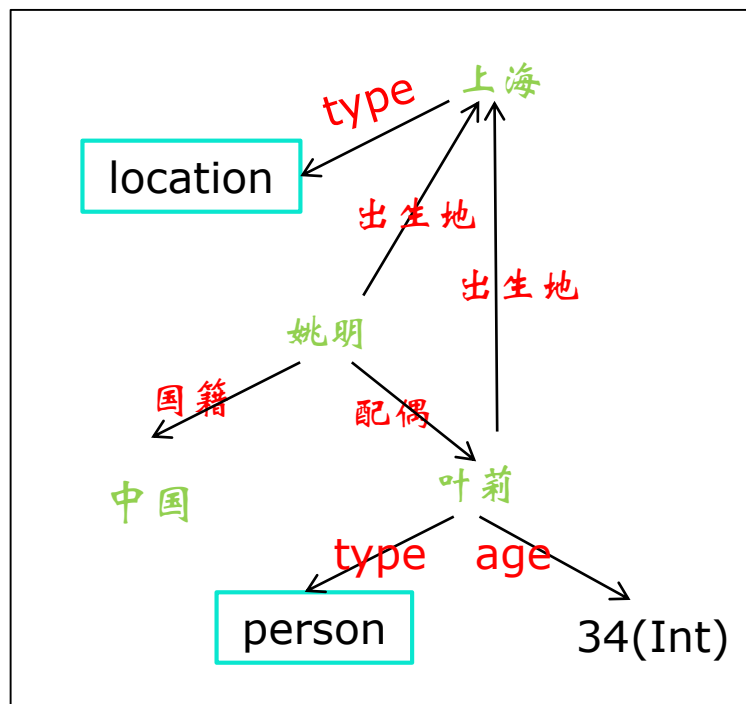 上海
type
location
出生地
出生地
姚明
国籍
配偶
中国
叶莉
type
age
person
34(Int)